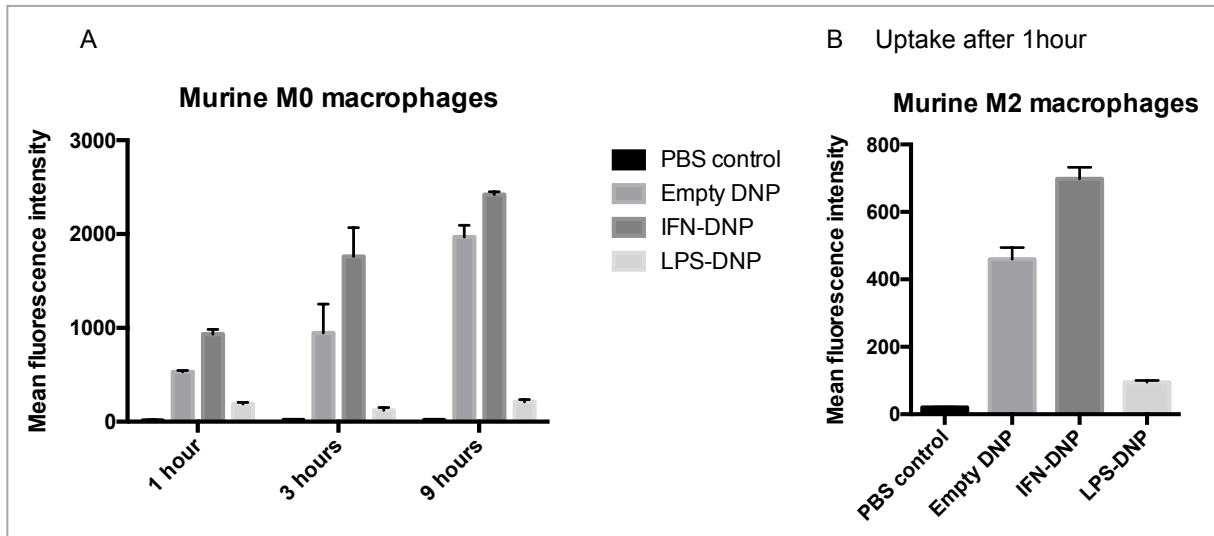 A
Murine M0 macrophages
Mean fluorescence intensity
3000
2000
1000
0
1 hour
3 hours
9 hours
PBS control
Empty DNP
IFN-DNP
LPS-DNP
B Uptake after 1hour
Murine M2 macrophages
Mean fluorescence intensity
800
600
400
200
0
PBS control
Empty DNP
IFN-DNP
LPS-DNP